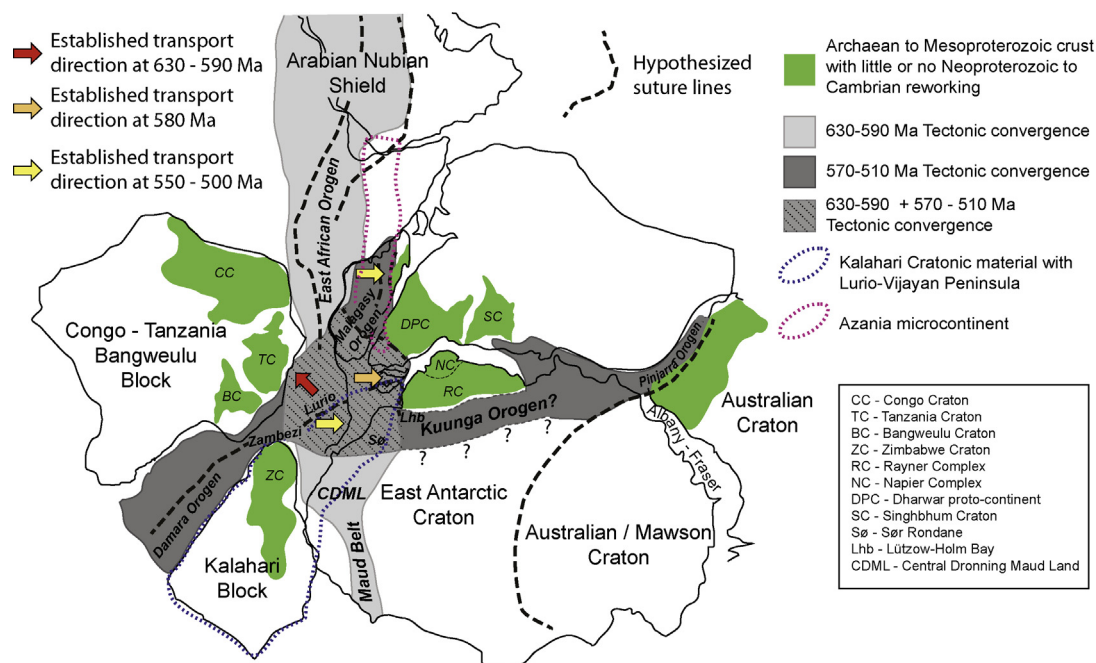 Established transport
direction at 630 - 590 Ma
Established transport
direction at 580 Ma
Established transport
direction at 550 - 500 Ma
Arabian Nubian
Shield
Hypothesized
suture lines
Archaean to Mesoproterozoic crust
with little or no Neoproterozoic to
Cambrian reworking
630-590 Ma Tectonic convergence
570-510 Ma Tectonic convergence
630-590 + 570 - 510 Ma
Tectonic convergence
Kalahari Cratonic material with
Lurio-Vijayan Peninsula
Azania microcontinent
East African Orogen
Malagasy
Orogen
CC
Congo - Tanzania
Bangweulu
Block
TC
BC
DPC
SC
NC
RC
Pinjarra Orogen
Australian
Craton
Albany - Fraser
Lurio
Zambezi
Lhb
Sø
Kuunga Orogen?
? ? ? ?
Damara Orogen
ZC
Kalahari
Block
CDML
Maud Belt
East Antarctic
Craton
Australian / Mawson
Craton
CC - Congo Craton
TC - Tanzania Craton
BC - Bangweulu Craton
ZC - Zimbabwe Craton
RC - Rayner Complex
NC - Napier Complex
DPC - Dharwar proto-continent
SC - Singhbhum Craton
Sø - Sør Rondane
Lhb - Lützow-Holm Bay
CDML - Central Dronning Maud Land